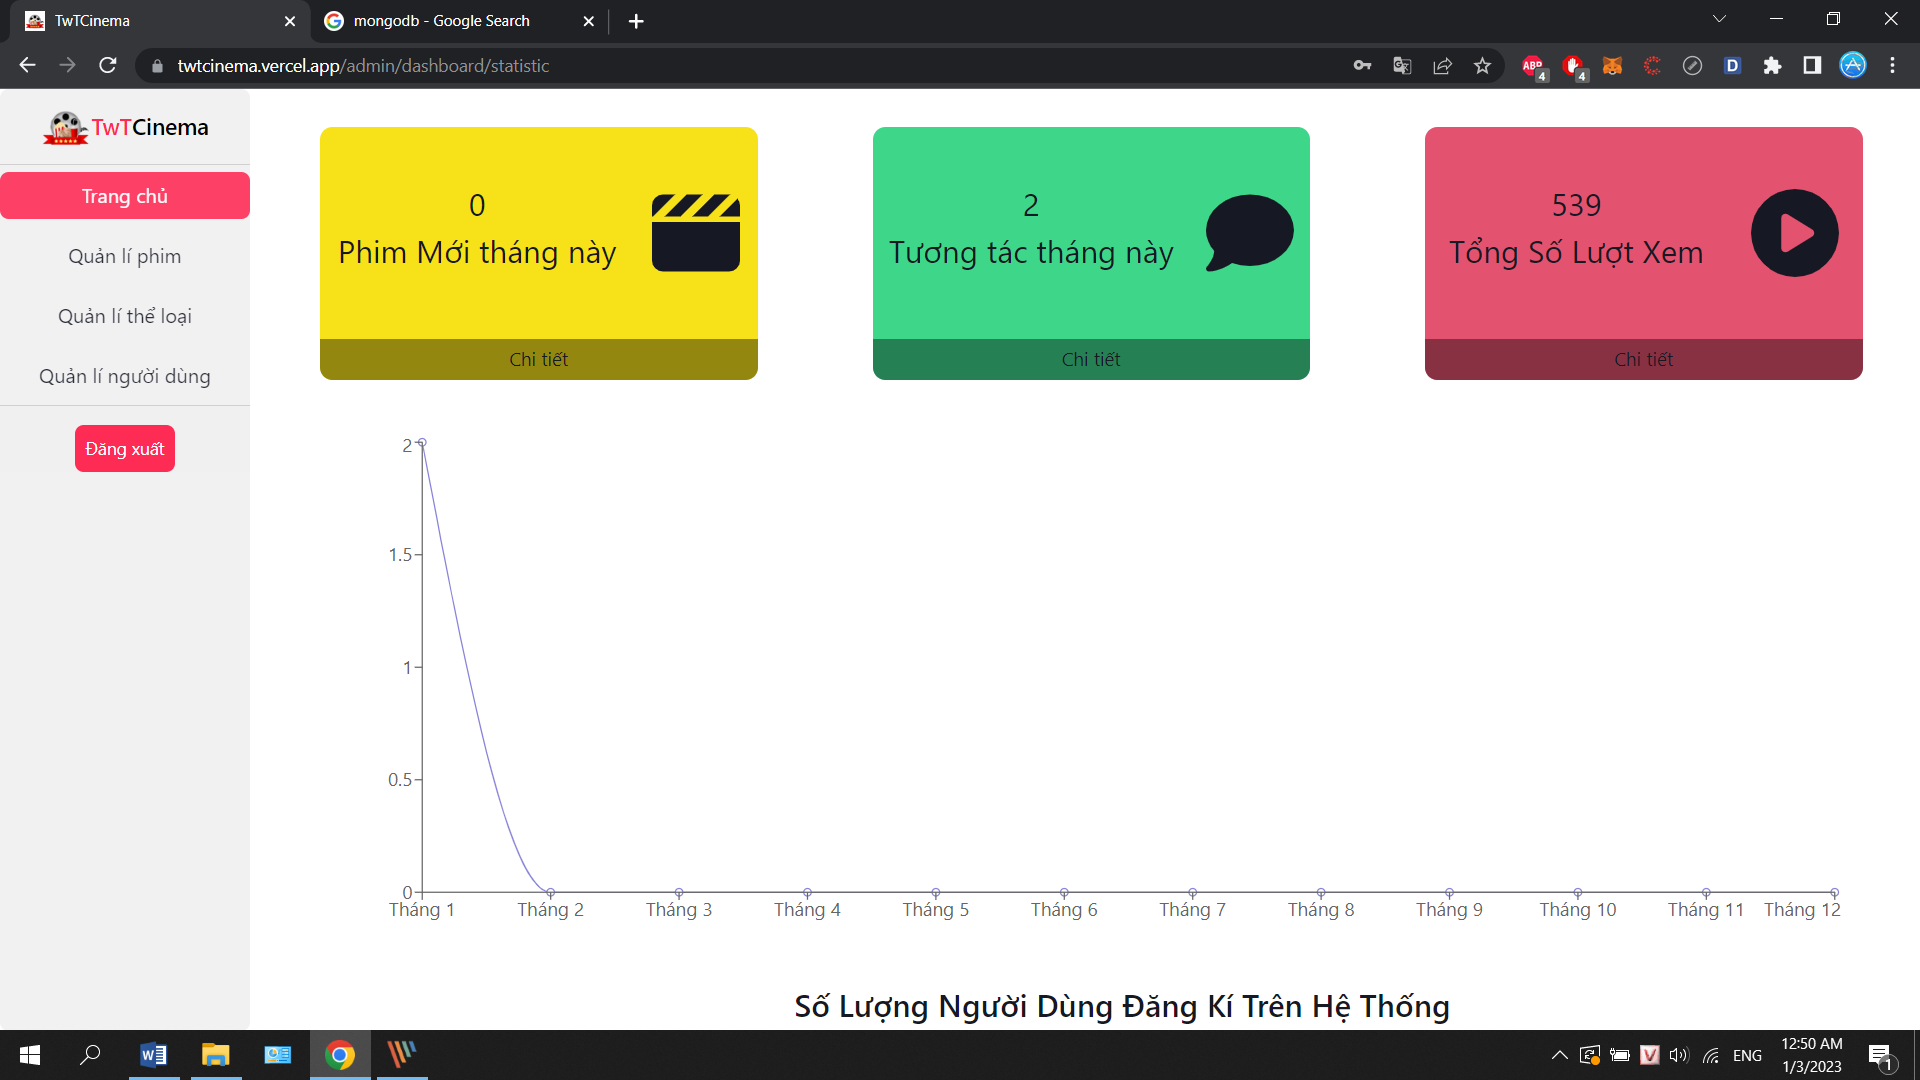 TwTCinema
mongodb - Google Search
twtcinema.vercel.app/admin/dashboard/statistic
ABP
4
4
D
TwTCinema
Trang chủ
Quản lí phim
Quản lí thể loại
Quản lí người dùng
Đăng xuất
0
Phim Mới tháng này
Chi tiết
2
Tương tác tháng này
Chi tiết
539
Tổng Số Lượt Xem
Chi tiết
2
1.5
1
0.5
0
Tháng 1
Tháng 2
Tháng 3
Tháng 4
Tháng 5
Tháng 6
Tháng 7
Tháng 8
Tháng 9
Tháng 10
Tháng 11
Tháng 12
Số Lượng Người Dùng Đăng Kí Trên Hệ Thống
W
V
ENG
12:50 AM
1/3/2023
1